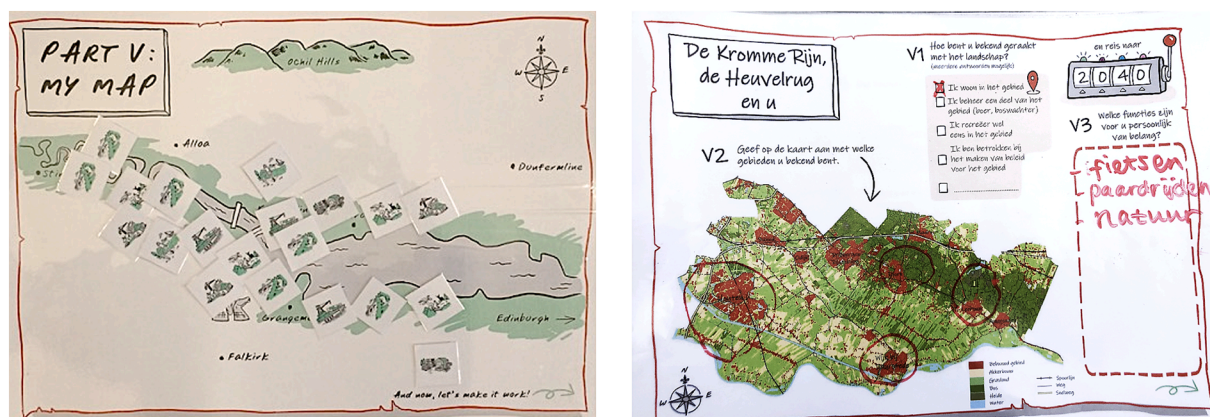 PART V:
MY MAP
Ochil Hills
N
W E
S
Alloa
Dunfermline
Edinburgh →
Falkirk
And now, let's make it work!
De Kromme Rijn,
de Heuvelrug
en u
V1 Hoe bent u bekend geraakt
met het landschap?
(meerdere antwoorden mogelijk)
Ik woon in het gebied
Ik beheer een deel van het
gebied (boer, boswachter)
Ik recreëer wel
eens in het gebied
Ik ben betrokken bij
het maken van beleid
voor het gebied
en reis naar
2040
V3 Welke functies zijn
voor u persoonlijk
van belang?
- fietsen
- paardrijden
- natuur
V2 Geef op de kaart aan met welke
gebieden u bekend bent.
Bebouwd gebied
Akkerbouw
Grasland
Bos
Heide
Water
Spoorlijn
Weg
Snelweg
N
W E
S